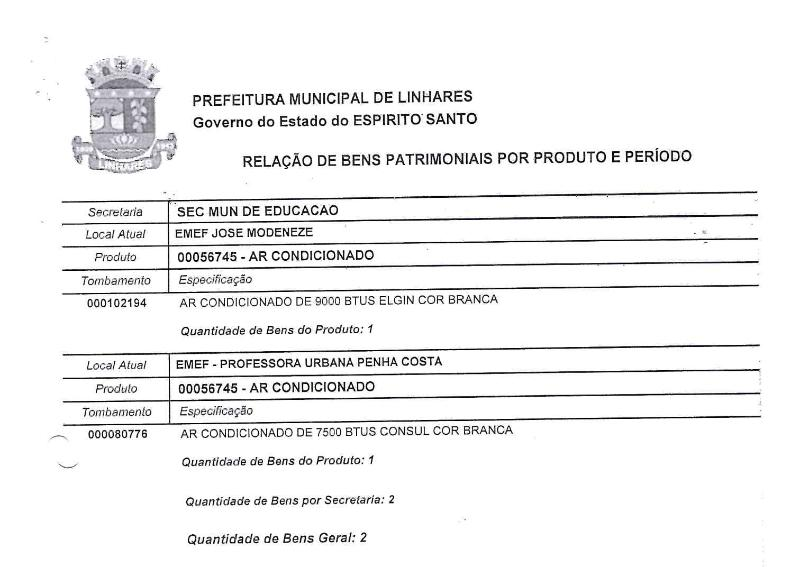 LINHARES
PREFEITURA MUNICIPAL DE LINHARES
Governo do Estado do ESPIRITO SANTO
RELAÇÃO DE BENS PATRIMONIAIS POR PRODUTO E PERÍODO
Secretaria SEC MUN DE EDUCACAO
Local Atual EMEF JOSE MODENEZE
Produto 00056745 - AR CONDICIONADO
Tombamento Especificação
000102194 AR CONDICIONADO DE 9000 BTUS ELGIN COR BRANCA
Quantidade de Bens do Produto: 1
Local Atual EMEF - PROFESSORA URBANA PENHA COSTA
Produto 00056745 - AR CONDICIONADO
Tombamento Especificação
000080776 AR CONDICIONADO DE 7500 BTUS CONSUL COR BRANCA
Quantidade de Bens do Produto: 1
Quantidade de Bens por Secretaria: 2
Quantidade de Bens Geral: 2